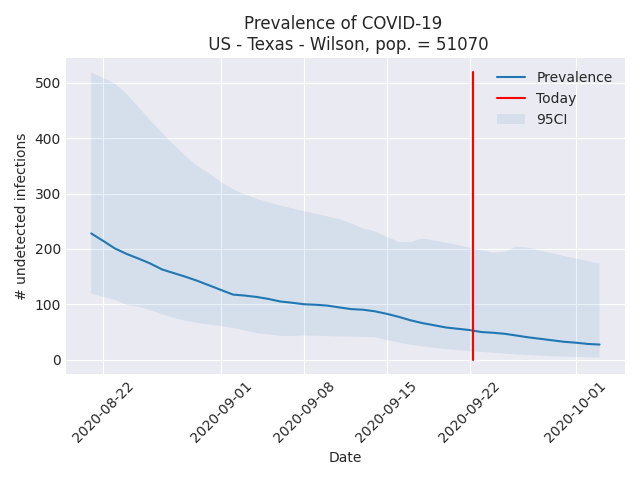 Prevalence of COVID-19
US - Texas - Wilson, pop. = 51070
Prevalence
Today
95CI
# undetected infections
500
400
300
200
100
0
2020-08-22
2020-09-01
2020-09-08
2020-09-15
2020-09-22
2020-10-01
Date